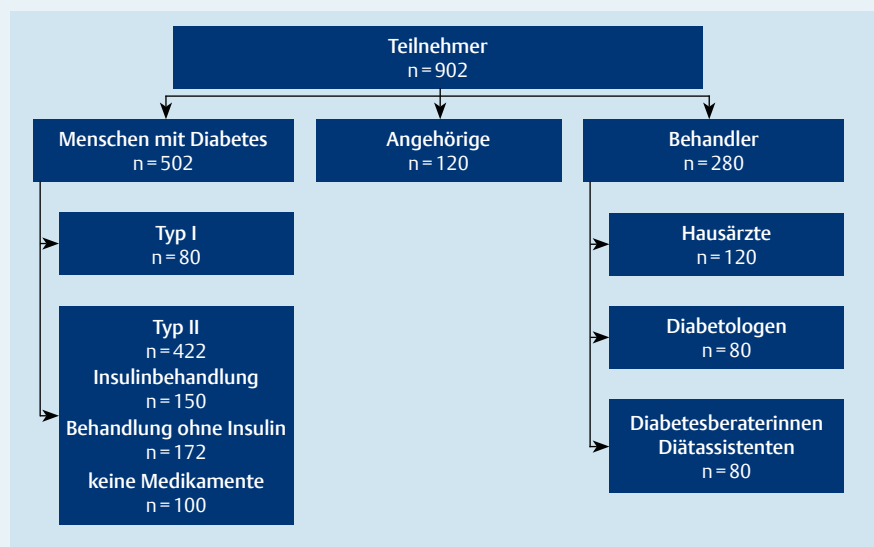 Teilnehmer
n = 902
Menschen mit Diabetes
n = 502
Angehörige
n = 120
Behandler
n = 280
Typ I
n = 80
Typ II
n = 422
Insulinbehandlung
n = 150
Behandlung ohne Insulin
n = 172
keine Medikamente
n = 100
Hausärzte
n = 120
Diabetologen
n = 80
Diabetesberaterinnen
Diätassistenten
n = 80